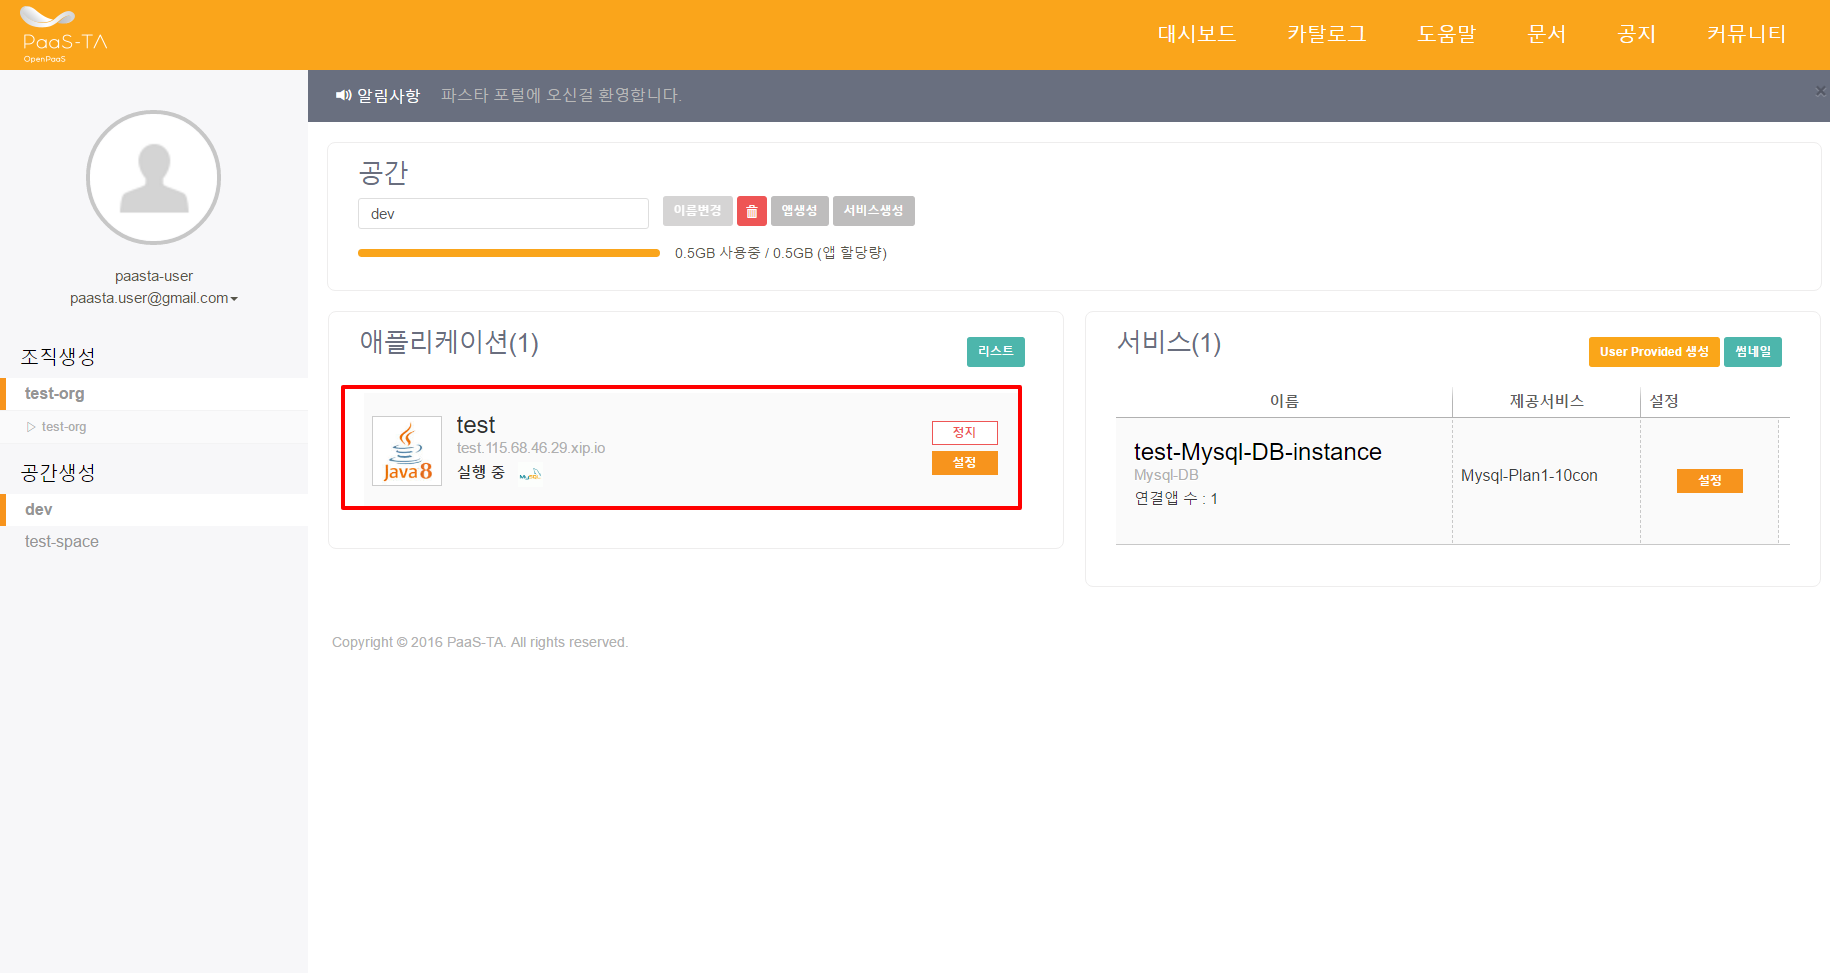 PaaS-TA
OpenPaaS
대시보드 카탈로그 도움말 문서 공지 커뮤니티
알림사항 파스타 포털에 오신걸 환영합니다. ×
paasta-user
paasta.user@gmail.com
조직생성
test-org
▷ test-org
공간생성
dev
test-space
공간
dev 이름변경 앱생성 서비스생성
0.5GB 사용중 / 0.5GB (앱 할당량)
애플리케이션(1)
리스트
Java 8
test
test.115.68.46.29.xip.io
실행 중 MySQL
정지
설정
서비스(1)
User Provided 생성 썸네일
이름 제공서비스 설정
test-Mysql-DB-instance
Mysql-DB
연결앱 수 : 1
Mysql-Plan1-10con
설정
Copyright © 2016 PaaS-TA. All rights reserved.